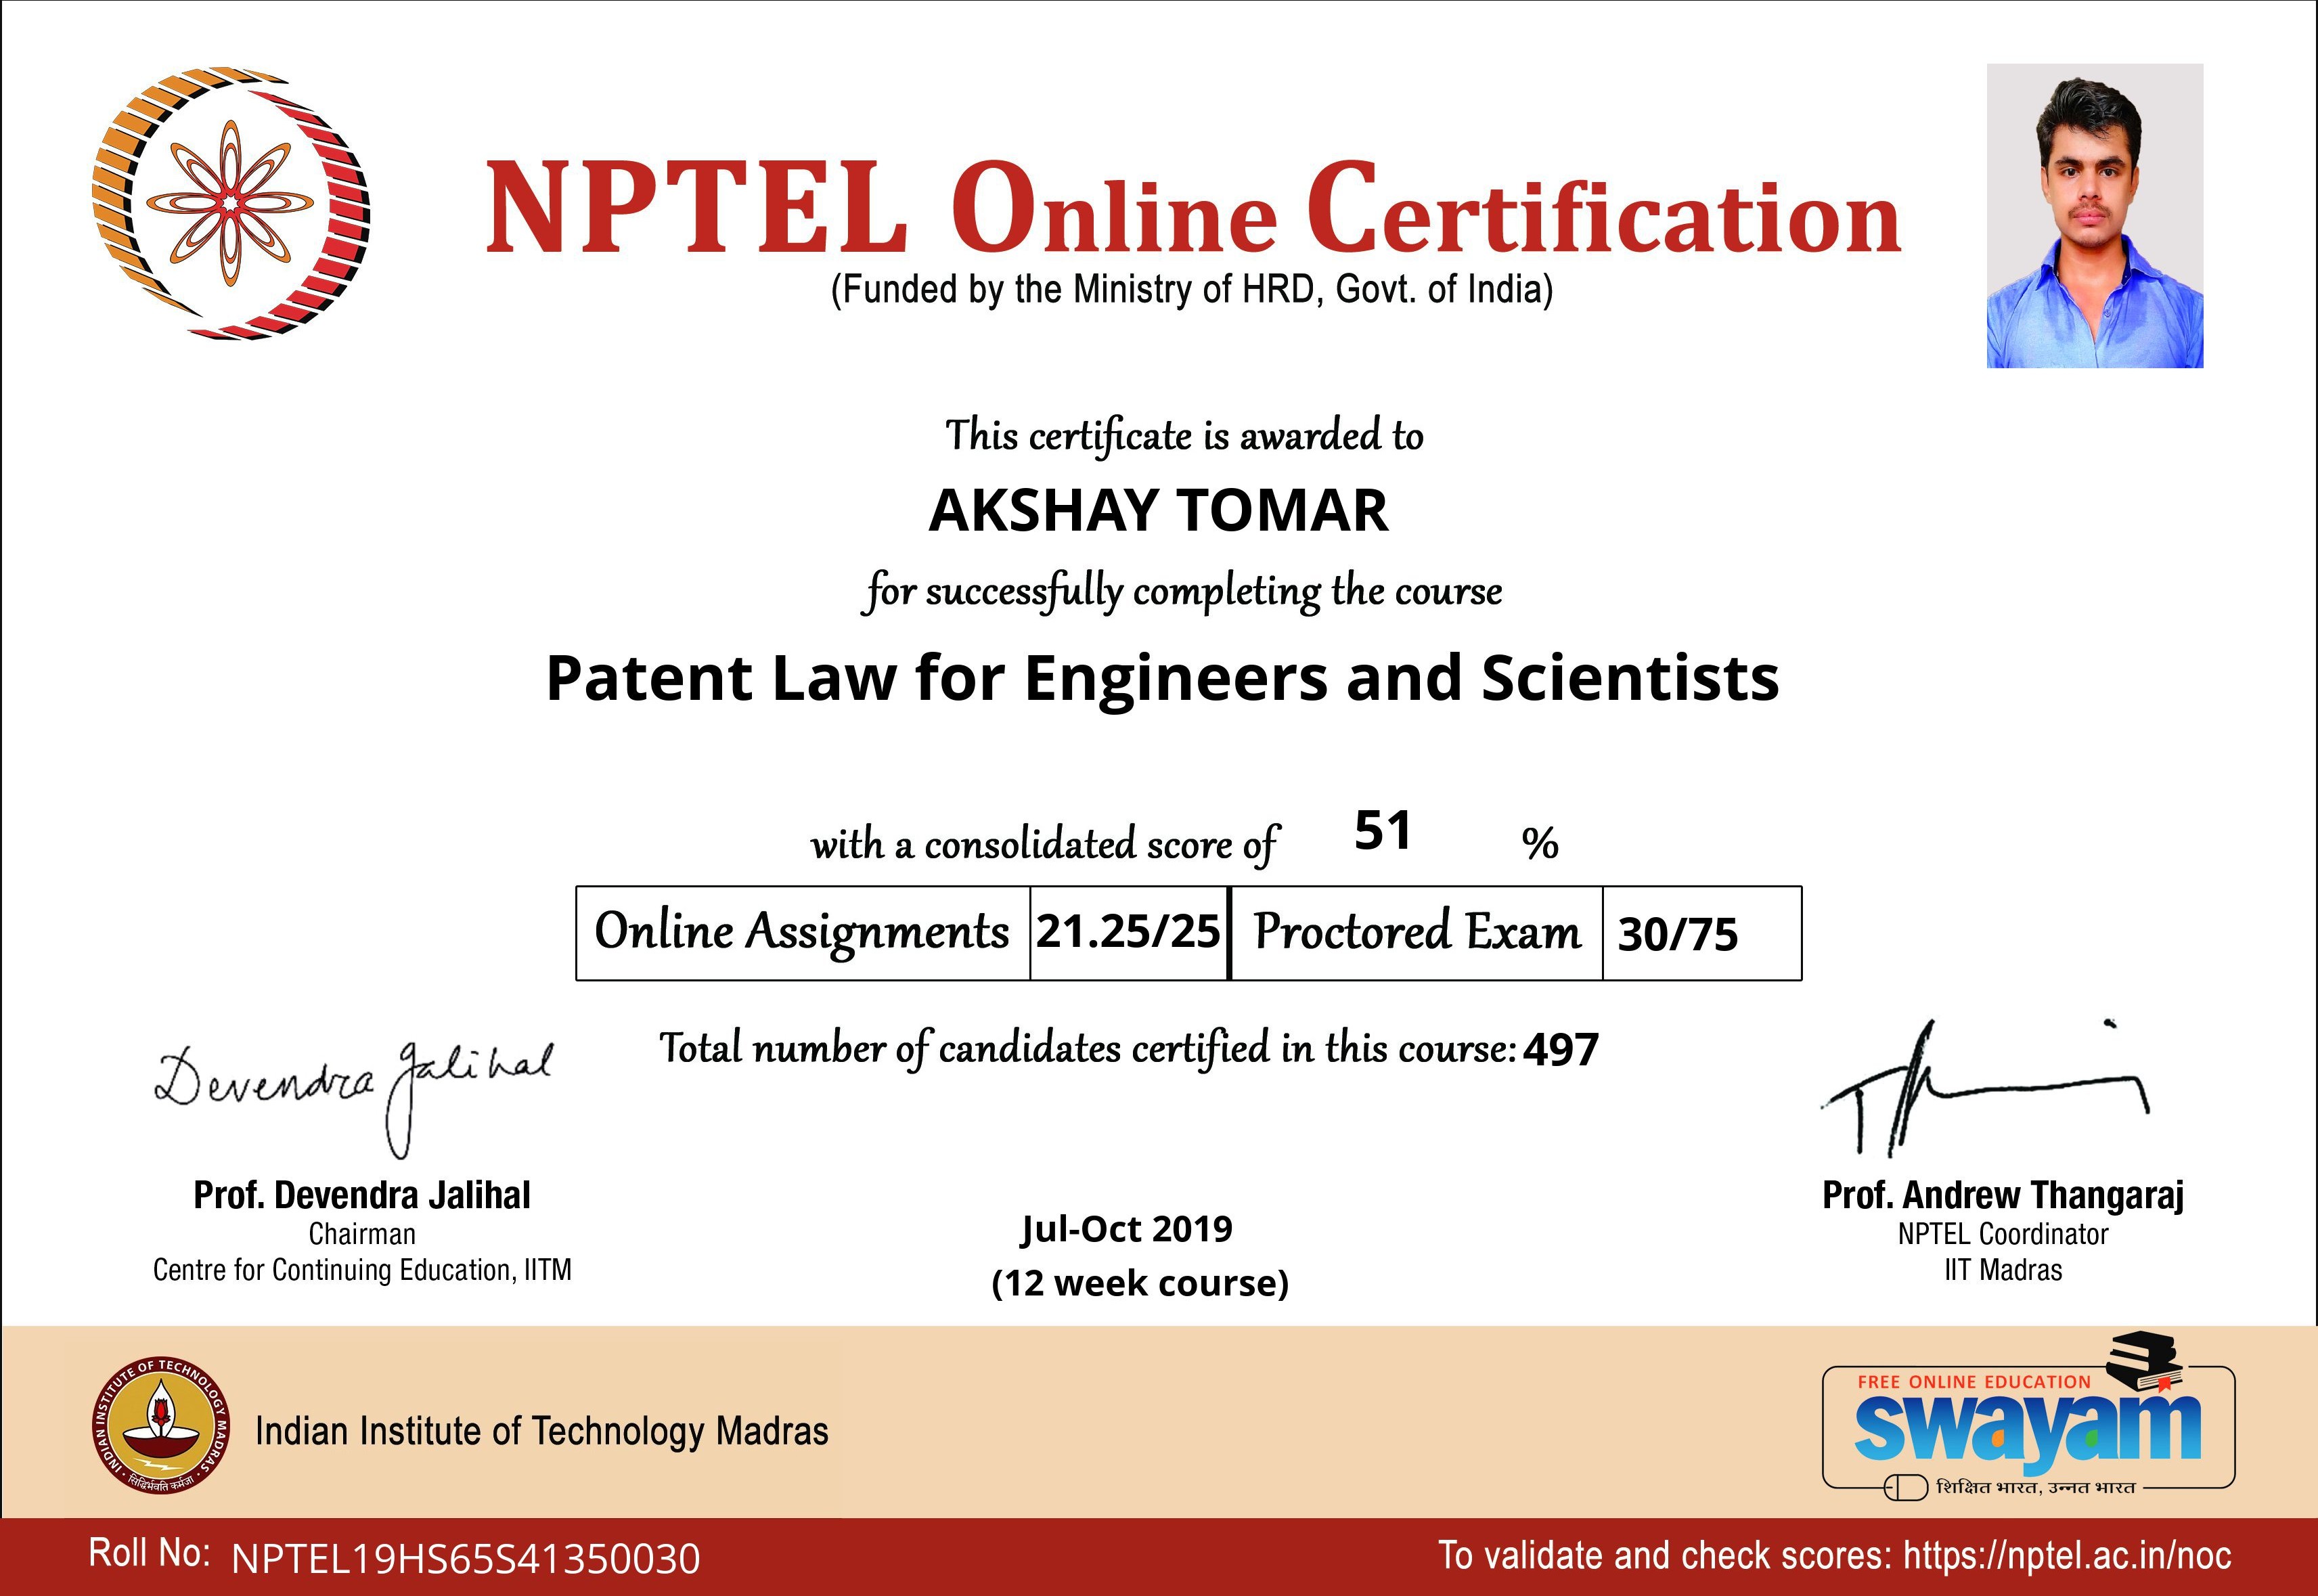 NPTEL Online Certification
(Funded by the Ministry of HRD, Govt. of India)
This certificate is awarded to
AKSHAY TOMAR
for successfully completing the course
Patent Law for Engineers and Scientists
with a consolidated score of 51 %
Online Assignments 21.25/25 Proctored Exam 30/75
Total number of candidates certified in this course: 497
Devendra Jalihal
Prof. Devendra Jalihal
Chairman
Centre for Continuing Education, IITM
Jul-Oct 2019
(12 week course)
Prof. Andrew Thangaraj
NPTEL Coordinator
IIT Madras
INDIAN INSTITUTE OF TECHNOLOGY MADRAS
सिद्धिर्भवति कर्मजा
Indian Institute of Technology Madras
FREE ONLINE EDUCATION
swayam
शिक्षित भारत, उन्नत भारत
Roll No: NPTEL19HS65S41350030
To validate and check scores: https://nptel.ac.in/noc